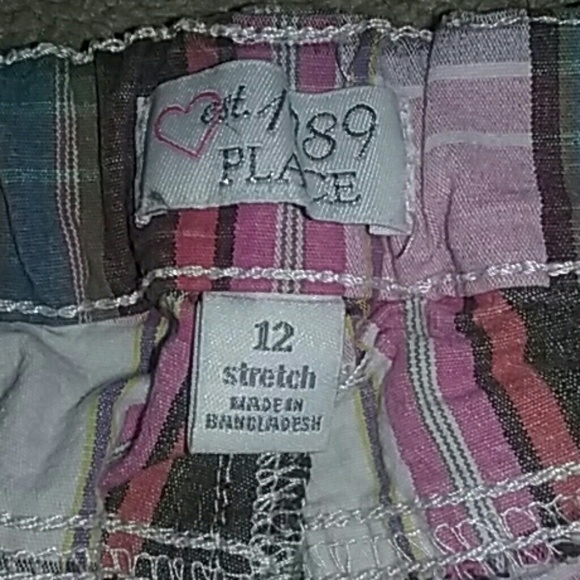 est. 1989
PLACE
12
stretch
MADE IN
BANGLADESH